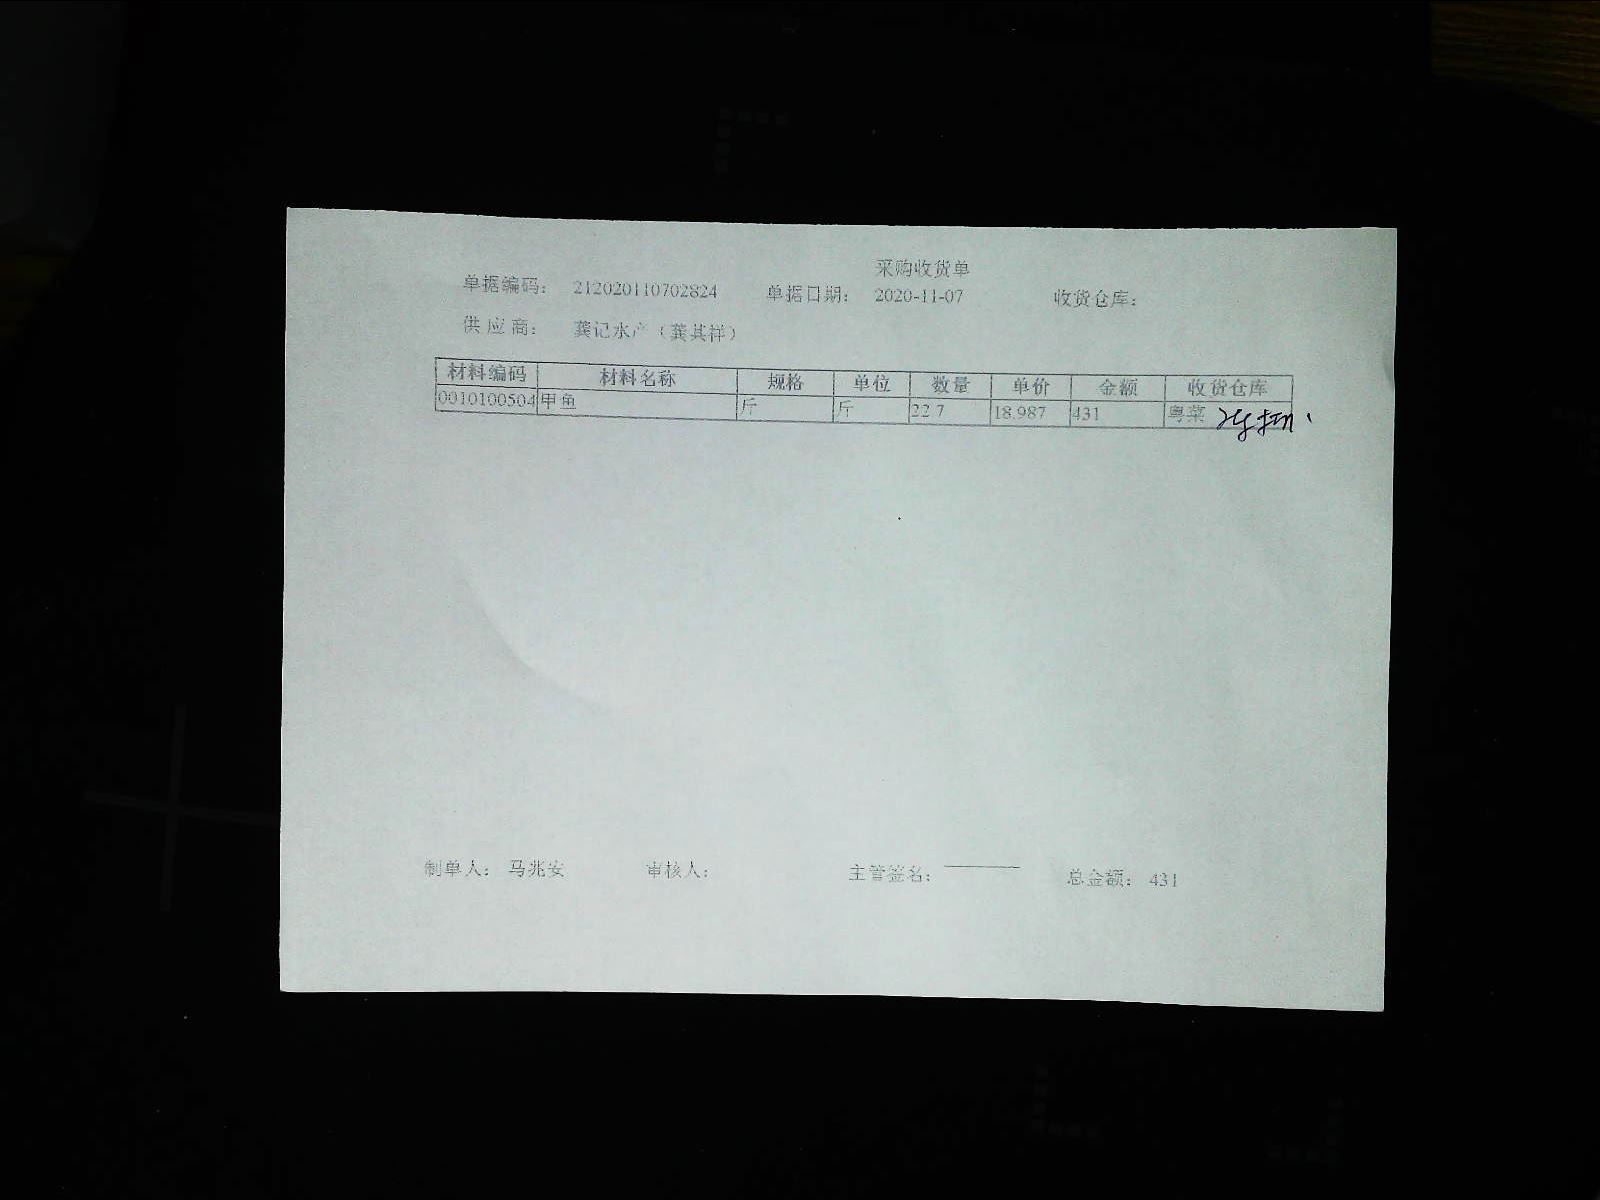 采购收货单
单据编码： 212020110702824 单据日期： 2020-11-07 收货仓库：
供 应 商： 龚记水产（龚其祥）
材料编码 材料名称 规格 单位 数量 单价 金额 收货仓库
0010100504 甲鱼 斤 斤 22.7 18.987 431 粤菜
制单人： 马兆安 审核人： 主管签名： 总金额： 431